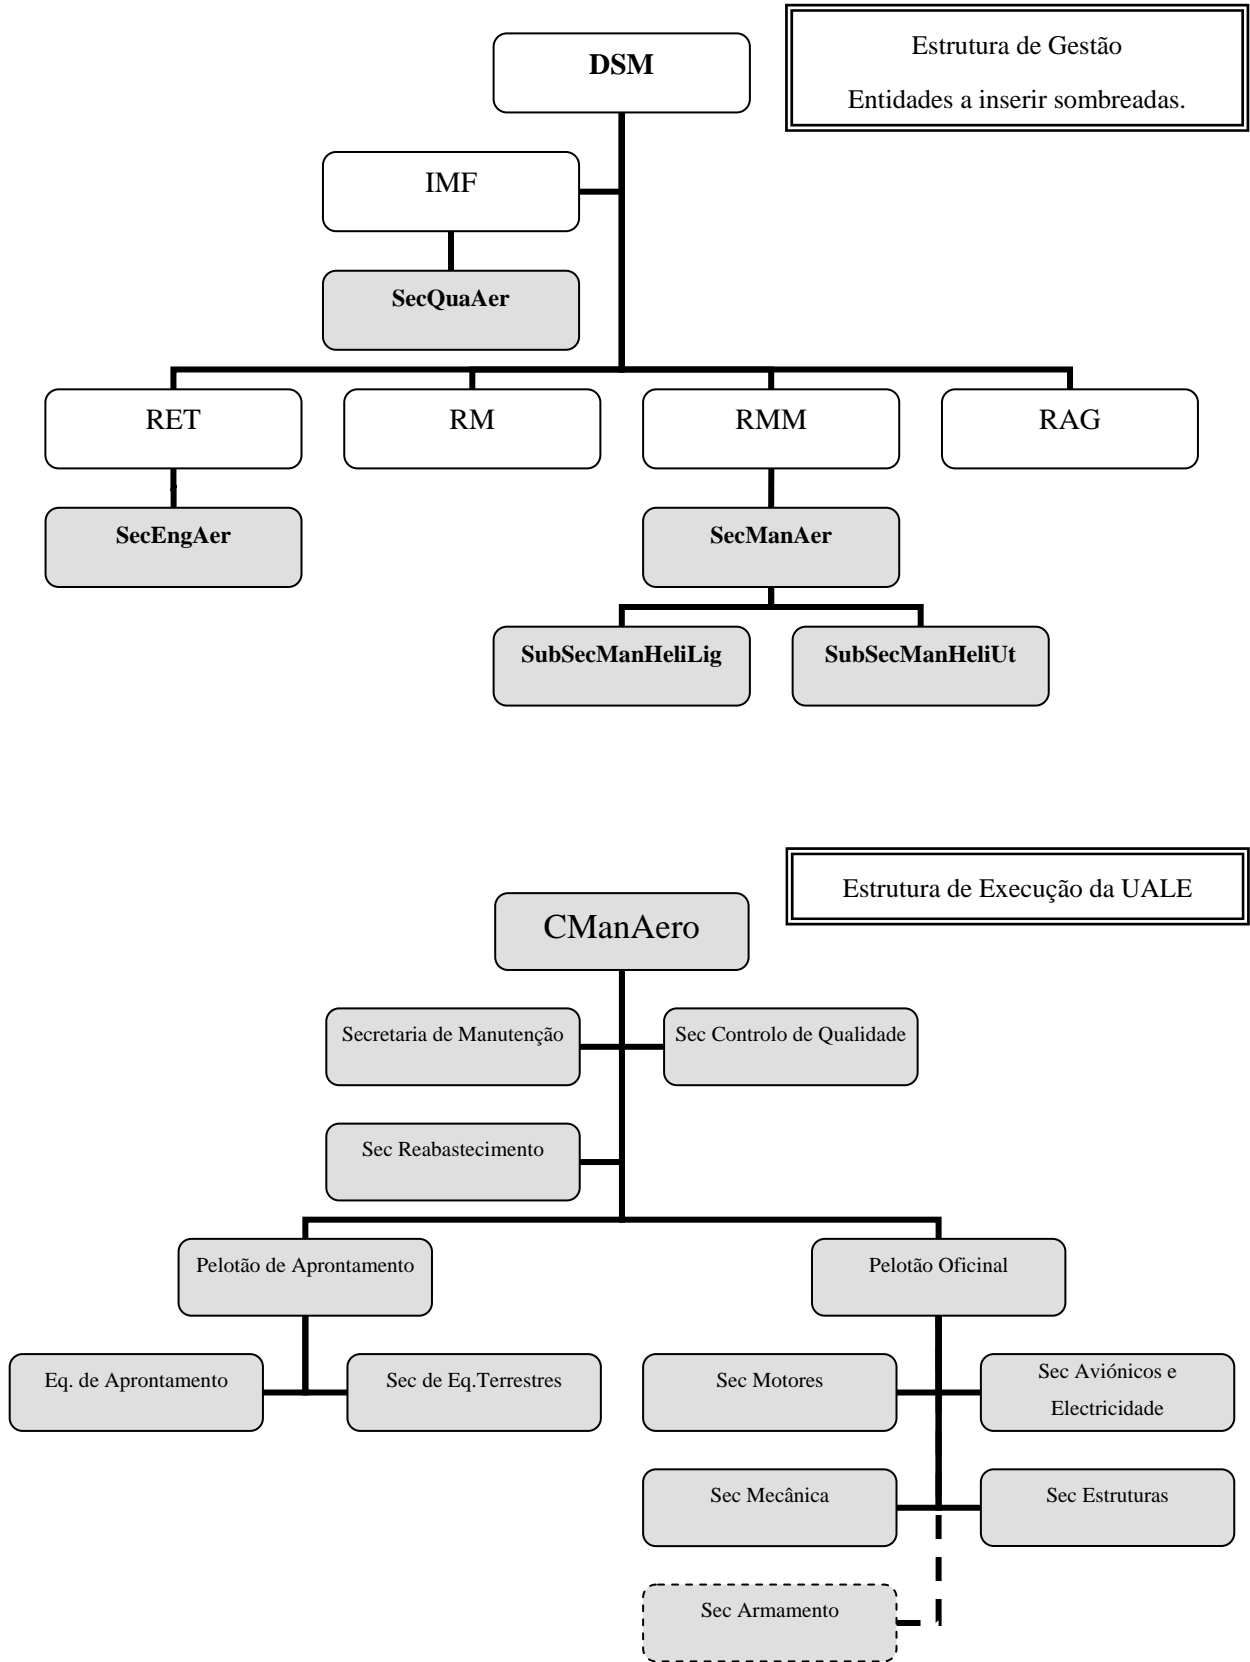 Estrutura de Gestão
Entidades a inserir sombreadas.
DSM
IMF
SecQuaAer
RET
RM
RMM
RAG
SecEngAer
SecManAer
SubSecManHeliLig
SubSecManHeliUt
Estrutura de Execução da UALE
CManAero
Secretaria de Manutenção
Sec Controlo de Qualidade
Sec Reabastecimento
Pelotão de Aprontamento
Pelotão Oficinal
Eq. de Aprontamento
Sec de Eq.Terrestres
Sec Motores
Sec Aviónicos e
Electricidade
Sec Mecânica
Sec Estruturas
Sec Armamento